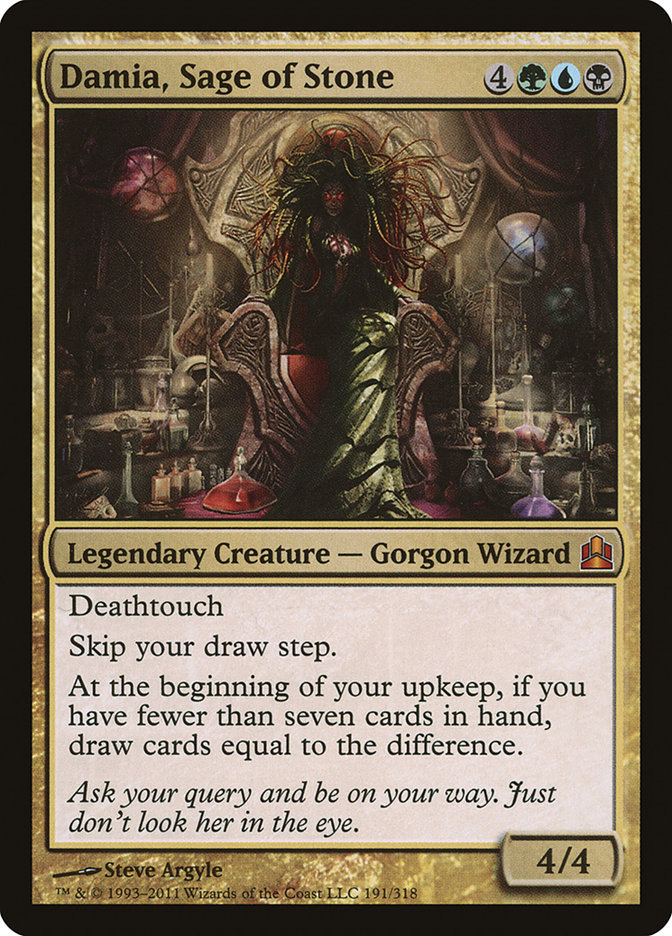 Damia, Sage of Stone 4
Legendary Creature — Gorgon Wizard
Deathtouch
Skip your draw step.
At the beginning of your upkeep, if you
have fewer than seven cards in hand,
draw cards equal to the difference.
Ask your query and be on your way. Just
don't look her in the eye.
4/4
Steve Argyle
™ & © 1993–2011 Wizards of the Coast LLC 191/318